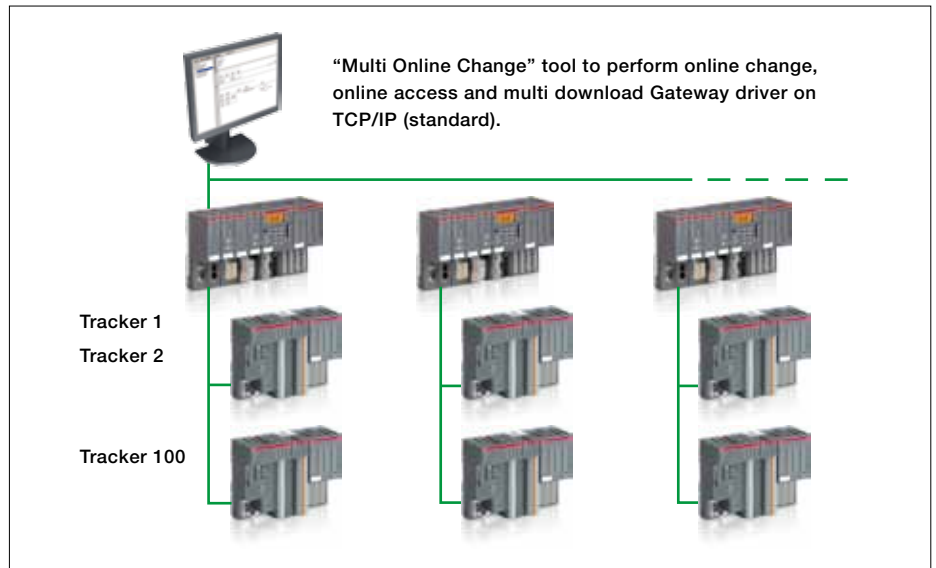 “Multi Online Change” tool to perform online change,
online access and multi download Gateway driver on
TCP/IP (standard).
Tracker 1
Tracker 2
Tracker 100